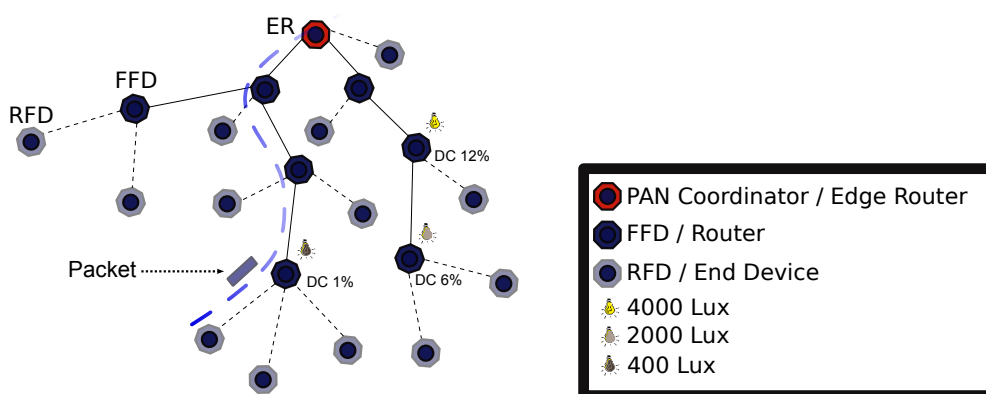 ER
FFD
RFD
DC 12%
Packet
DC 1%
DC 6%
PAN Coordinator / Edge Router
FFD / Router
RFD / End Device
4000 Lux
2000 Lux
400 Lux